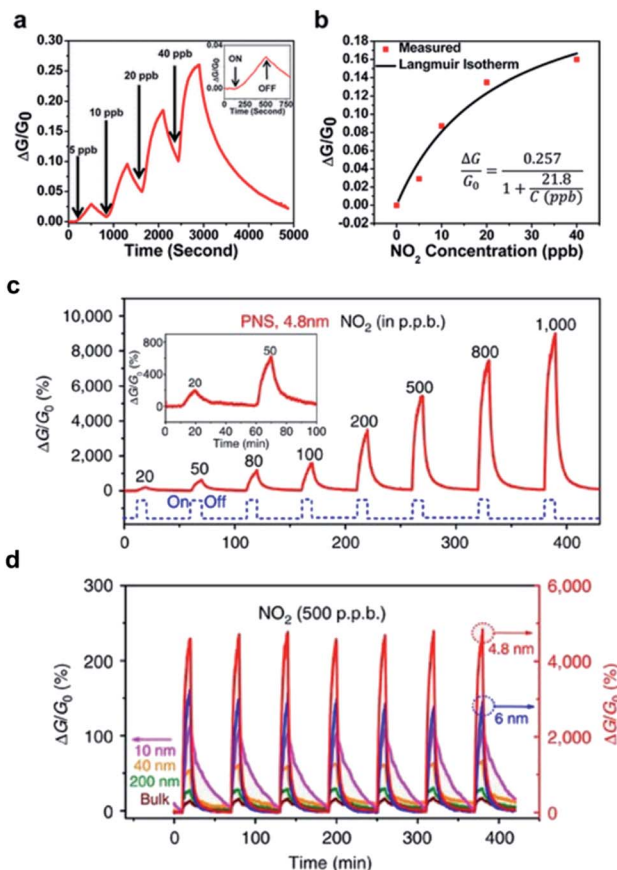 a
ΔG/G0
0.30
0.25
0.20
0.15
0.10
0.05
0.00
5 ppb
10 ppb
20 ppb
40 ppb
0 1000 2000 3000 4000 5000
Time (Second)
ΔG/G0
0.04
0.00
ON
OFF
0 250 500 750
Time (Second)
b
ΔG/G0
0.18
0.16
0.14
0.12
0.10
0.08
0.06
0.04
0.02
0.00
-0.02
Measured
Langmuir Isotherm
ΔG/G₀ = 0.257 / (1 + 21.8 / C (ppb))
0 10 20 30 40
NO₂ Concentration (ppb)
c
ΔG/G₀ (%)
10,000
8,000
6,000
4,000
2,000
0
PNS, 4.8nm NO₂ (in p.p.b.)
ΔG/G₀ (%)
800
400
0
20
50
0 20 40 60 80 100
Time (min)
20 50 80 100 200 500 800 1,000
On Off
0 100 200 300 400
d
ΔG/G₀ (%)
300
250
200
150
100
50
0
NO₂ (500 p.p.b.)
10 nm
40 nm
200 nm
Bulk
4.8 nm
6 nm
6,000
4,000
2,000
0
ΔG/G₀ (%)
0 100 200 300 400
Time (min)